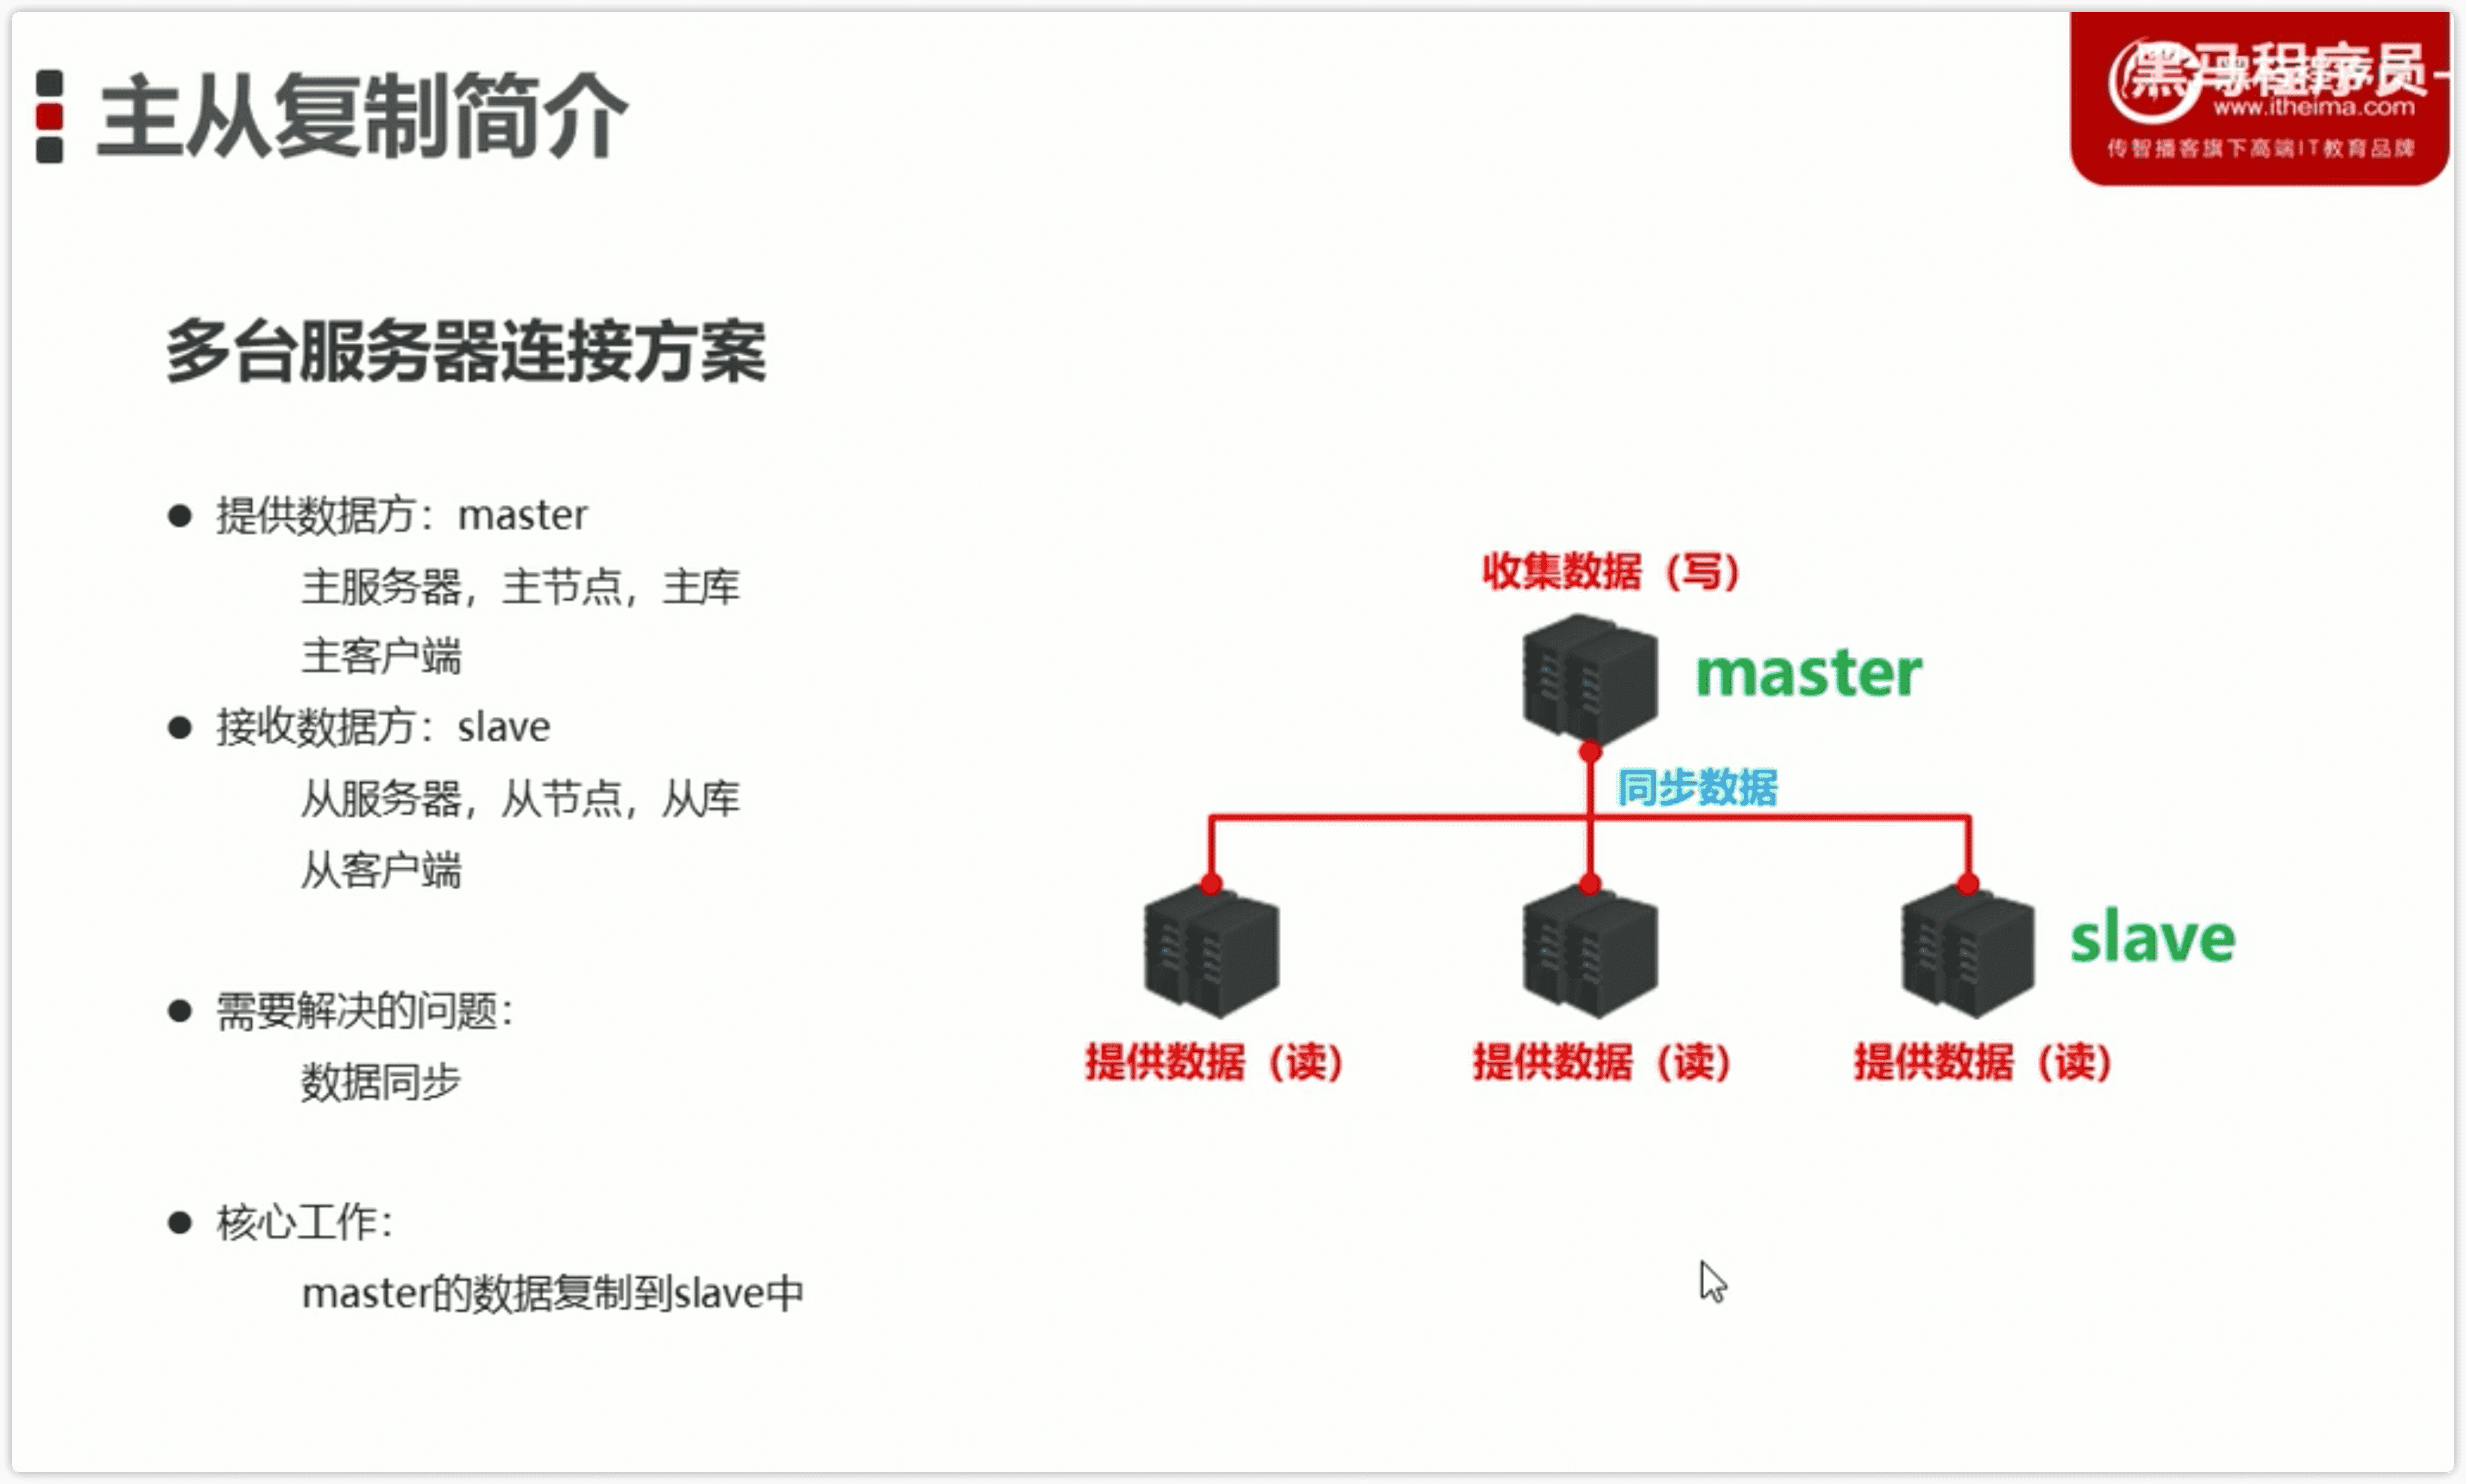 主从复制简介
黑马程序员-
www.itheima.com
传智播客旗下高端IT教育品牌
多台服务器连接方案
提供数据方：master
主服务器，主节点，主库
主客户端
接收数据方：slave
从服务器，从节点，从库
从客户端
需要解决的问题：
数据同步
核心工作：
master的数据复制到slave中
收集数据（写）
master
同步数据
slave
提供数据（读）
提供数据（读）
提供数据（读）